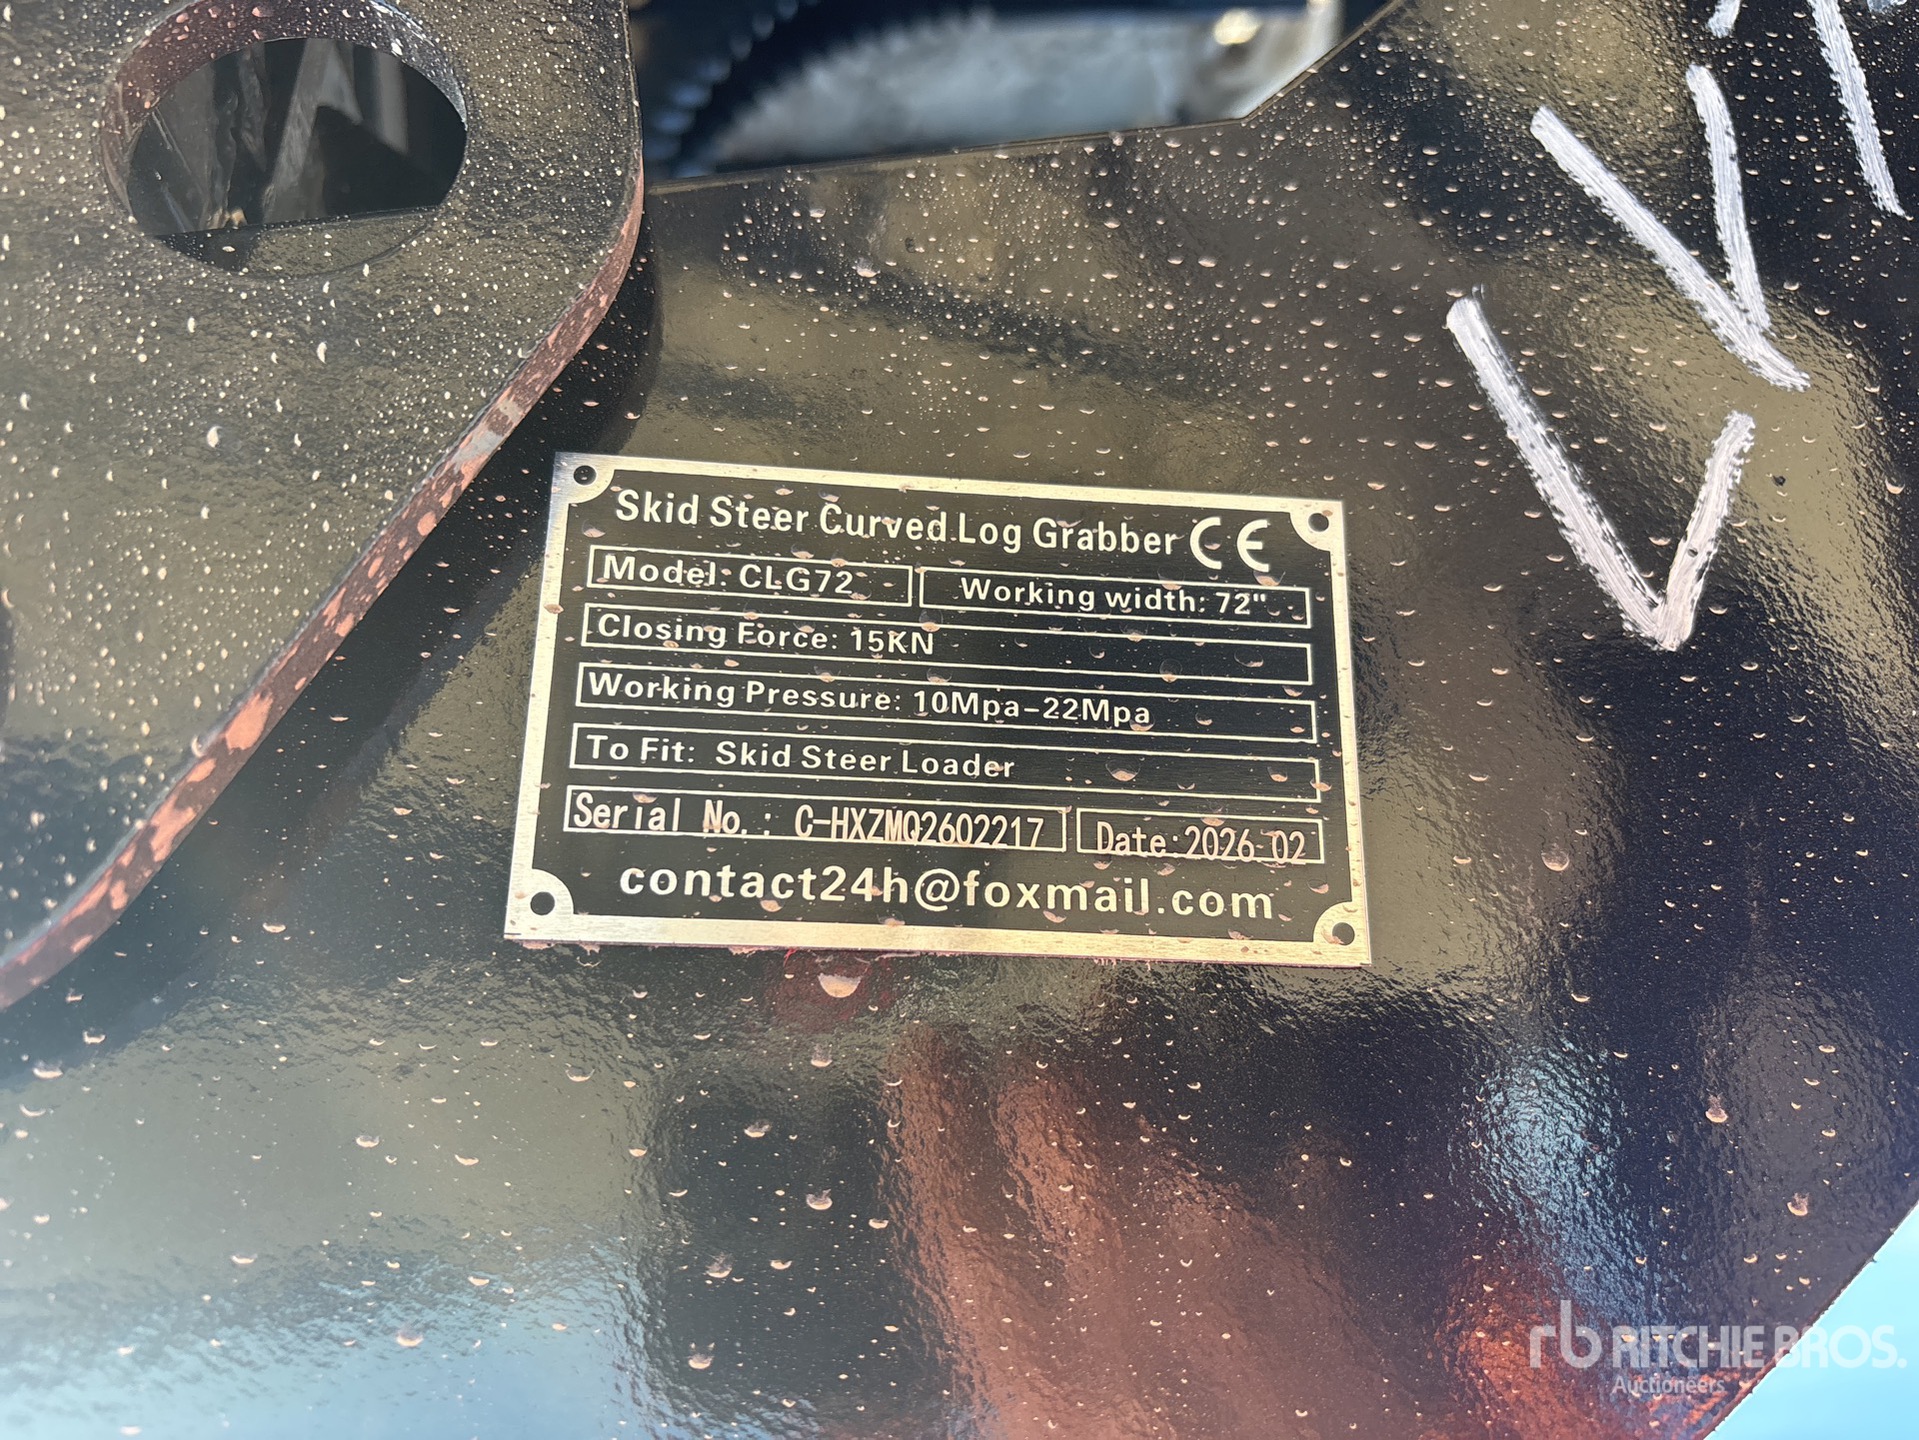 Skid Steer Curved Log Grabber CE
Model: CLG72 Working width: 72"
Closing Force: 15KN
Working Pressure: 10Mpa-22Mpa
To Fit: Skid Steer Loader
Serial No.: C-HXZMQ2602217 Date:2026-02
contact24h@foxmail.com
rb RITCHIE BROS.
Auctioneers